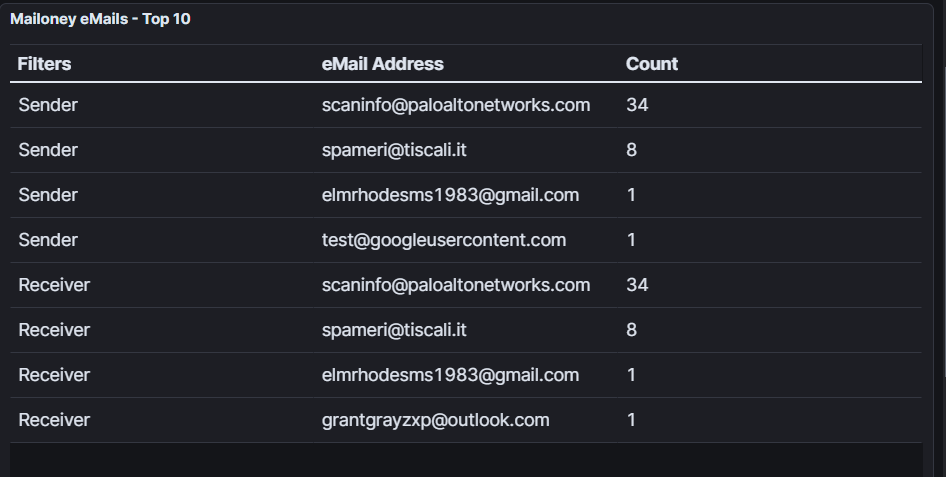 Mailoney eMails - Top 10
Filters eMail Address Count
Sender scaninfo@paloaltonetworks.com 34
Sender spameri@tiscali.it 8
Sender elmrhodesms1983@gmail.com 1
Sender test@googleusercontent.com 1
Receiver scaninfo@paloaltonetworks.com 34
Receiver spameri@tiscali.it 8
Receiver elmrhodesms1983@gmail.com 1
Receiver grantgrayzxp@outlook.com 1